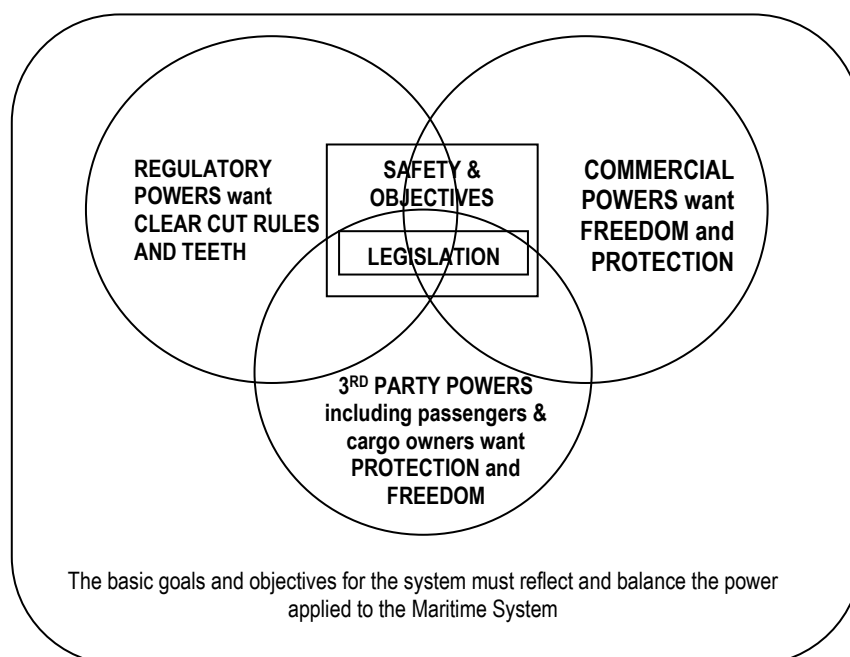 REGULATORY
POWERS want
CLEAR CUT RULES
AND TEETH
SAFETY &
OBJECTIVES
LEGISLATION
COMMERCIAL
POWERS want
FREEDOM and
PROTECTION
3RD PARTY POWERS
including passengers &
cargo owners want
PROTECTION and
FREEDOM
The basic goals and objectives for the system must reflect and balance the power
applied to the Maritime System